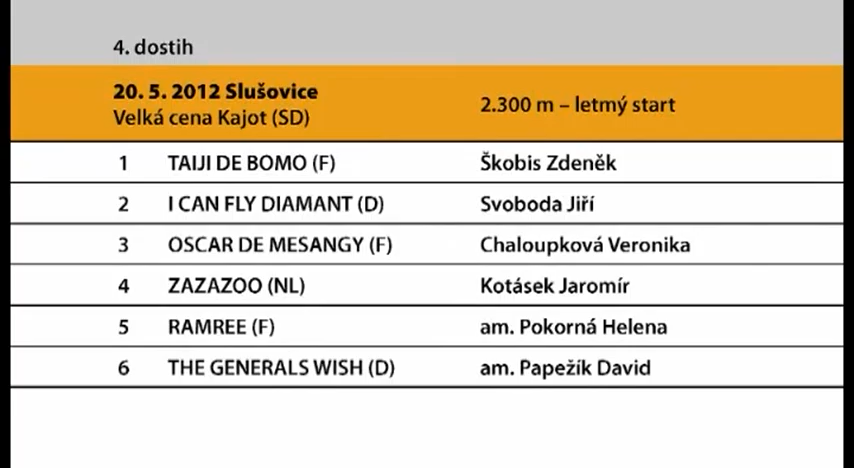 4. dostih
20. 5. 2012 Slušovice
Velká cena Kajot (SD)
2.300 m – letmý start
1 TAIJI DE BOMO (F) Škobis Zdeněk
2 I CAN FLY DIAMANT (D) Svoboda Jiří
3 OSCAR DE MESANGY (F) Chaloupková Veronika
4 ZAZAZOO (NL) Kotásek Jaromír
5 RAMREE (F) am. Pokorná Helena
6 THE GENERALS WISH (D) am. Papežík David